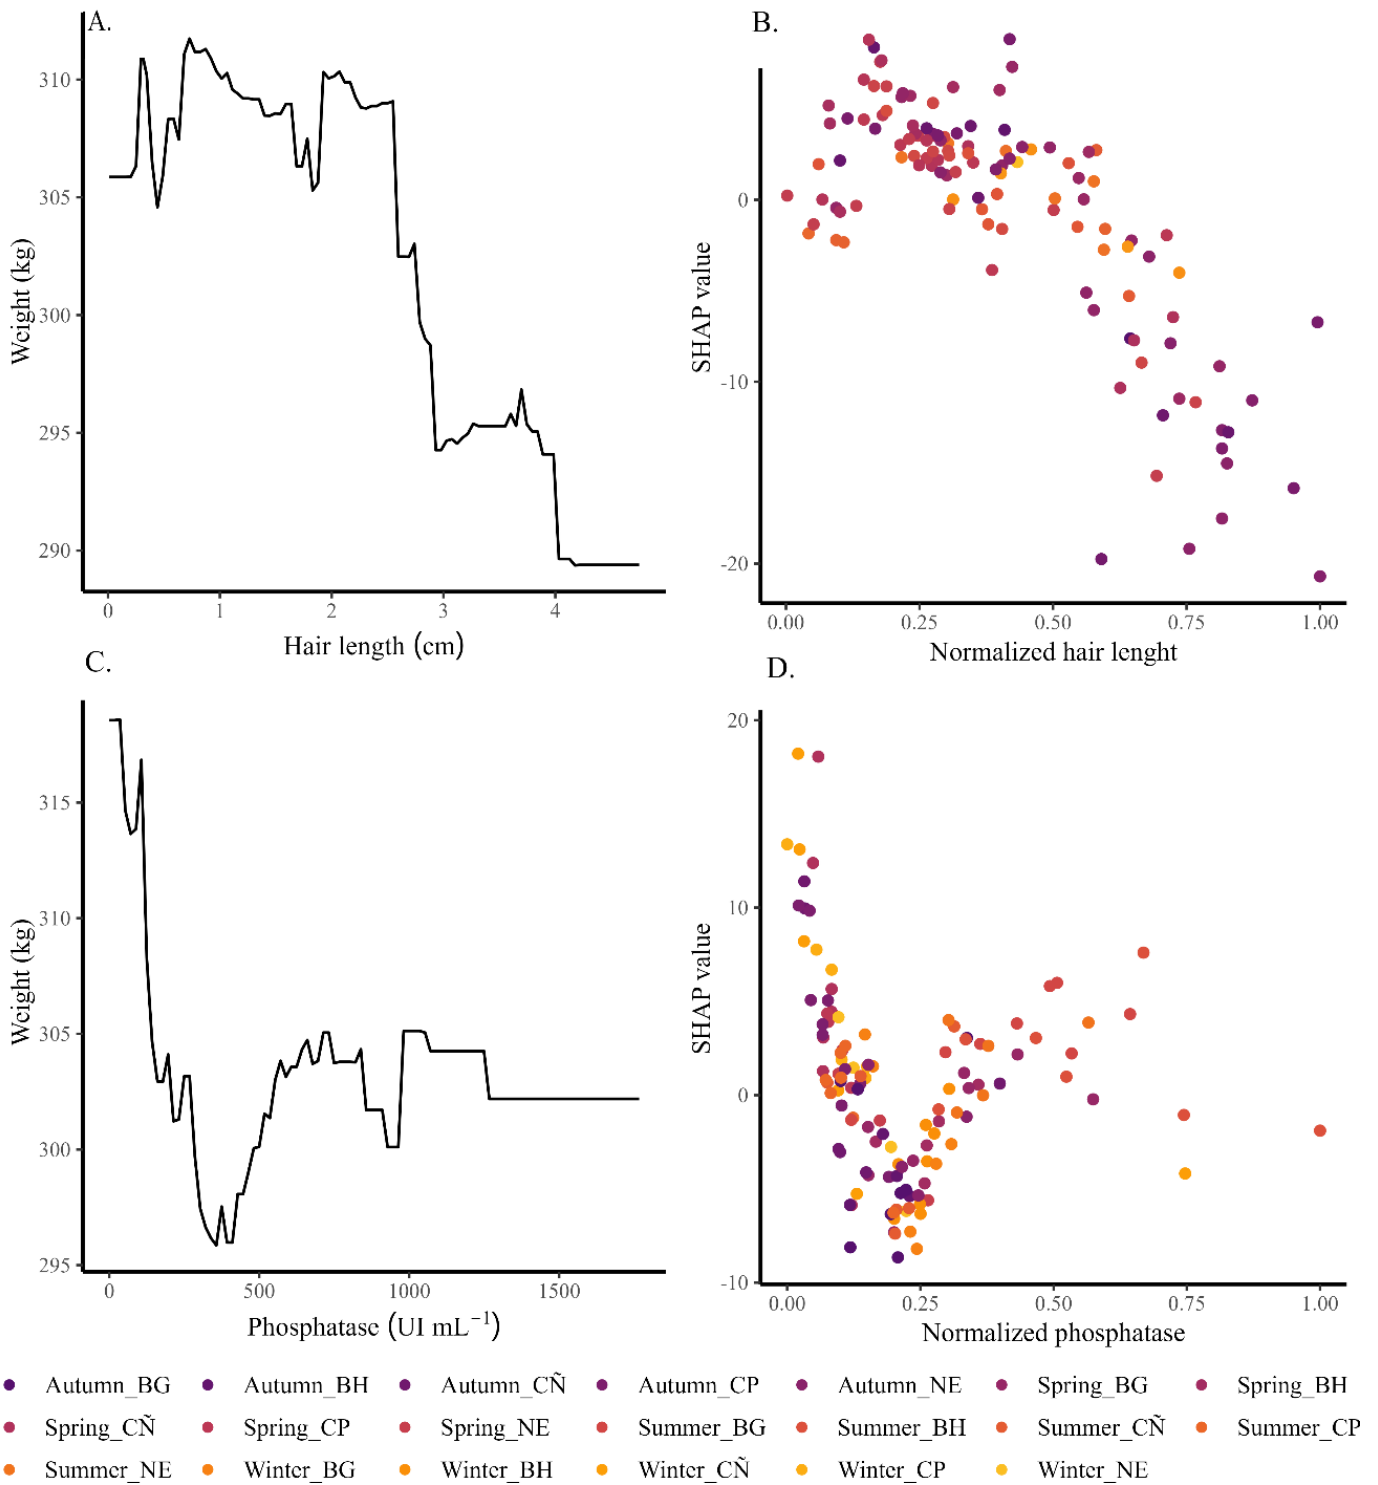 A.
310
305
300
295
290
Weight (kg)
0 1 2 3 4
Hair length (cm)
B.
0
-10
-20
SHAP value
0.00 0.25 0.50 0.75 1.00
Normalized hair lenght
C.
315
310
305
300
295
Weight (kg)
0 500 1000 1500
Phosphatase (UI mL⁻¹)
D.
20
10
0
-10
SHAP value
0.00 0.25 0.50 0.75 1.00
Normalized phosphatase
Autumn_BG Autumn_BH Autumn_CÑ Autumn_CP Autumn_NE Spring_BG Spring_BH
Spring_CÑ Spring_CP Spring_NE Summer_BG Summer_BH Summer_CÑ Summer_CP
Summer_NE Winter_BG Winter_BH Winter_CÑ Winter_CP Winter_NE